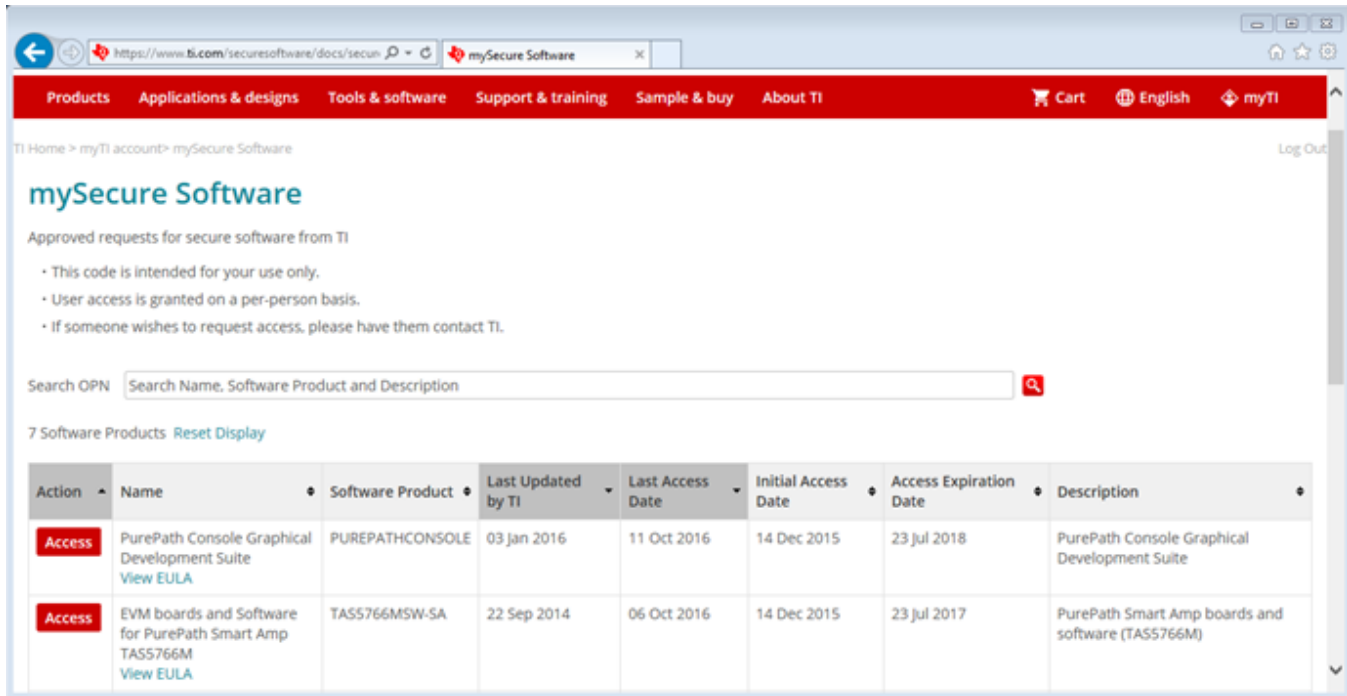 https://www.ti.com/securesoftware/docs/secur
mySecure Software
Products Applications & designs Tools & software Support & training Sample & buy About TI Cart English myTI
TI Home > myTI account> mySecure Software Log Out
mySecure Software
Approved requests for secure software from TI
• This code is intended for your use only.
• User access is granted on a per-person basis.
• If someone wishes to request access, please have them contact TI.
Search OPN Search Name, Software Product and Description
7 Software Products Reset Display
Action Name Software Product Last Updated by TI Last Access Date Initial Access Date Access Expiration Date Description
Access PurePath Console Graphical PUREPATHCONSOLE 03 Jan 2016 11 Oct 2016 14 Dec 2015 23 Jul 2018 PurePath Console Graphical
Development Suite Development Suite
View EULA
Access EVM boards and Software TAS5766MSW-SA 22 Sep 2014 06 Oct 2016 14 Dec 2015 23 Jul 2017 PurePath Smart Amp boards and
for PurePath Smart Amp software (TAS5766M)
TAS5766M
View EULA